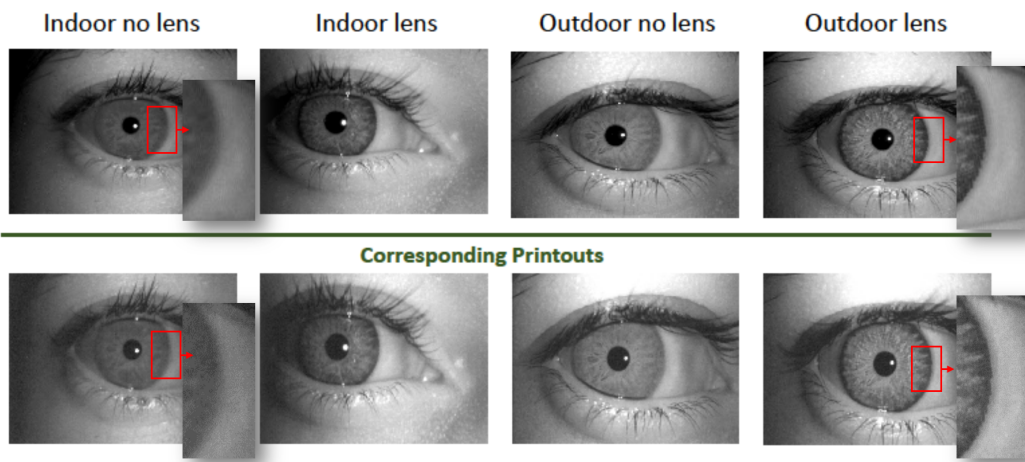 Indoor no lens
Indoor lens
Outdoor no lens
Outdoor lens
Corresponding Printouts